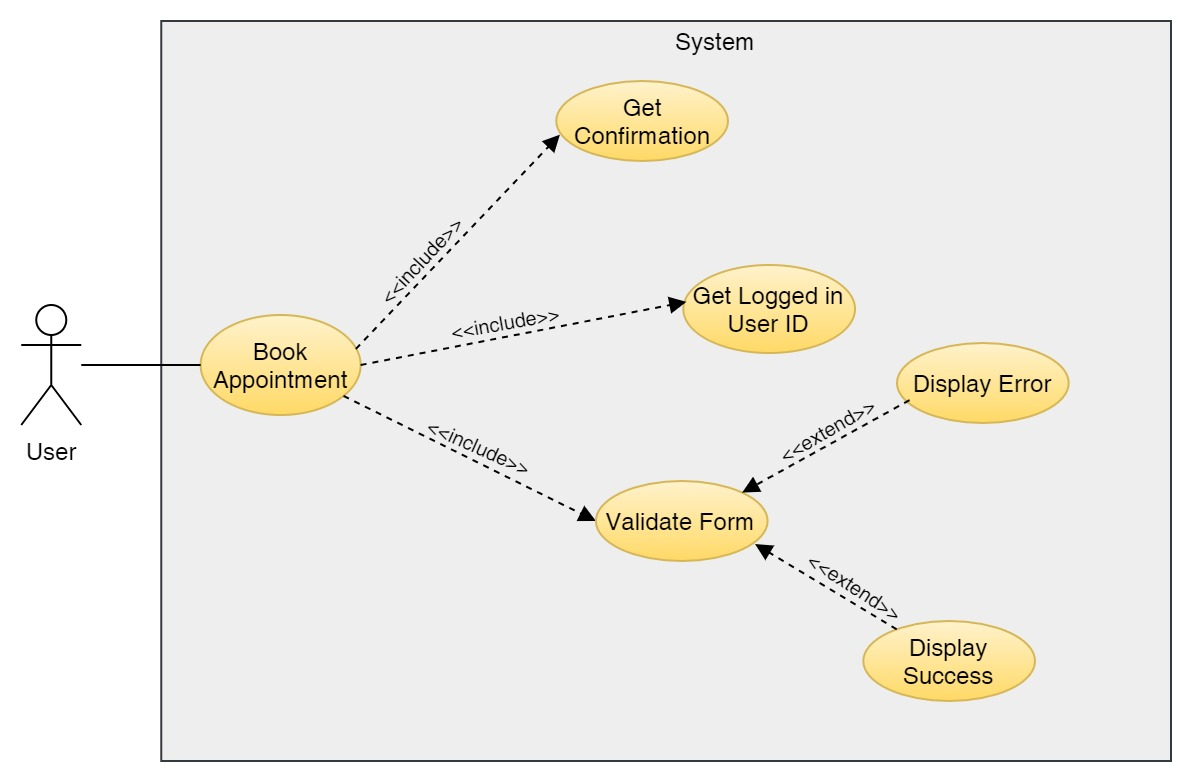 System
Get
Confirmation
<<include>>
Get Logged in
User ID
<<include>>
Book
Appointment
User
Display Error
<<extend>>
<<include>>
Validate Form
<<extend>>
Display
Success